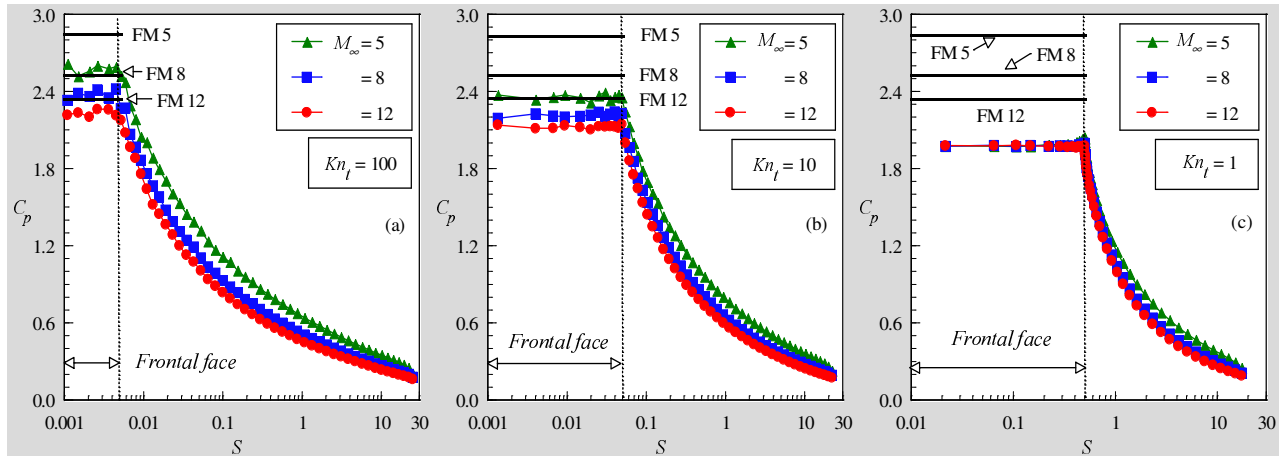 3.0
2.4
1.8
C_p
1.2
0.6
0.0
FM 5
FM 8
FM 12
M_∞ = 5
= 8
= 12
Kn_t = 100
(a)
Frontal face
0.001 0.01 0.1 1 10 30
S
3.0
2.4
1.8
C_p
1.2
0.6
0.0
FM 5
FM 8
FM 12
M_∞ = 5
= 8
= 12
Kn_t = 10
(b)
Frontal face
0.001 0.01 0.1 1 10 30
S
3.0
2.4
1.8
C_p
1.2
0.6
0.0
FM 5
FM 8
FM 12
M_∞ = 5
= 8
= 12
Kn_t = 1
(c)
Frontal face
0.01 0.1 1 10 30
S